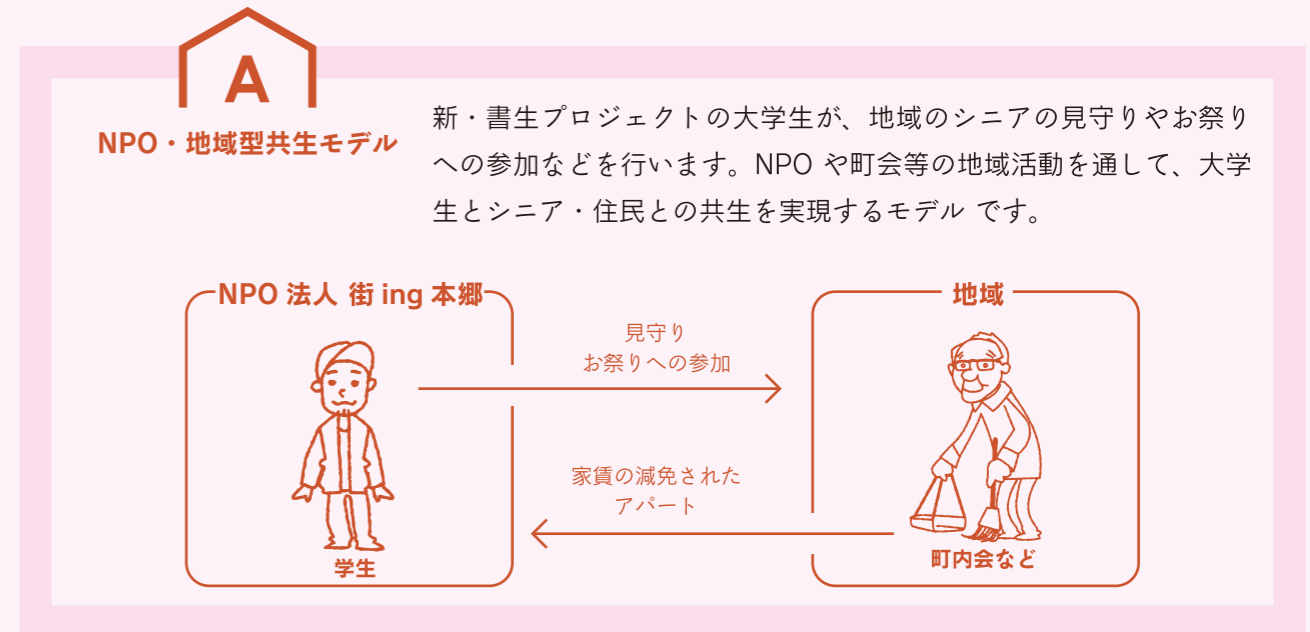 A
NPO・地域型共生モデル
新・書生プロジェクトの大学生が、地域のシニアの見守りやお祭り
への参加などを行います。NPO や町会等の地域活動を通して、大学
生とシニア・住民との共生を実現するモデル です。
NPO 法人 街 ing 本郷
地域
見守り
お祭りへの参加
家賃の減免された
アパート
学生
町内会など